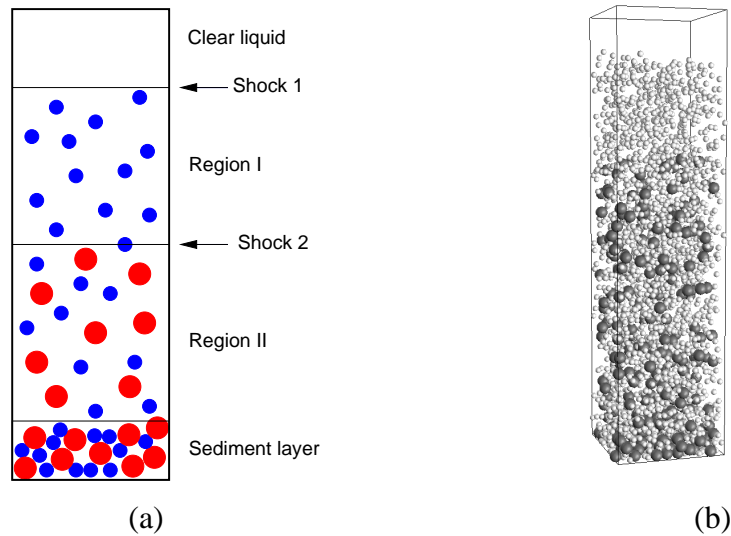 Clear liquid
Shock 1
Region I
Shock 2
Region II
Sediment layer
(a)
(b)